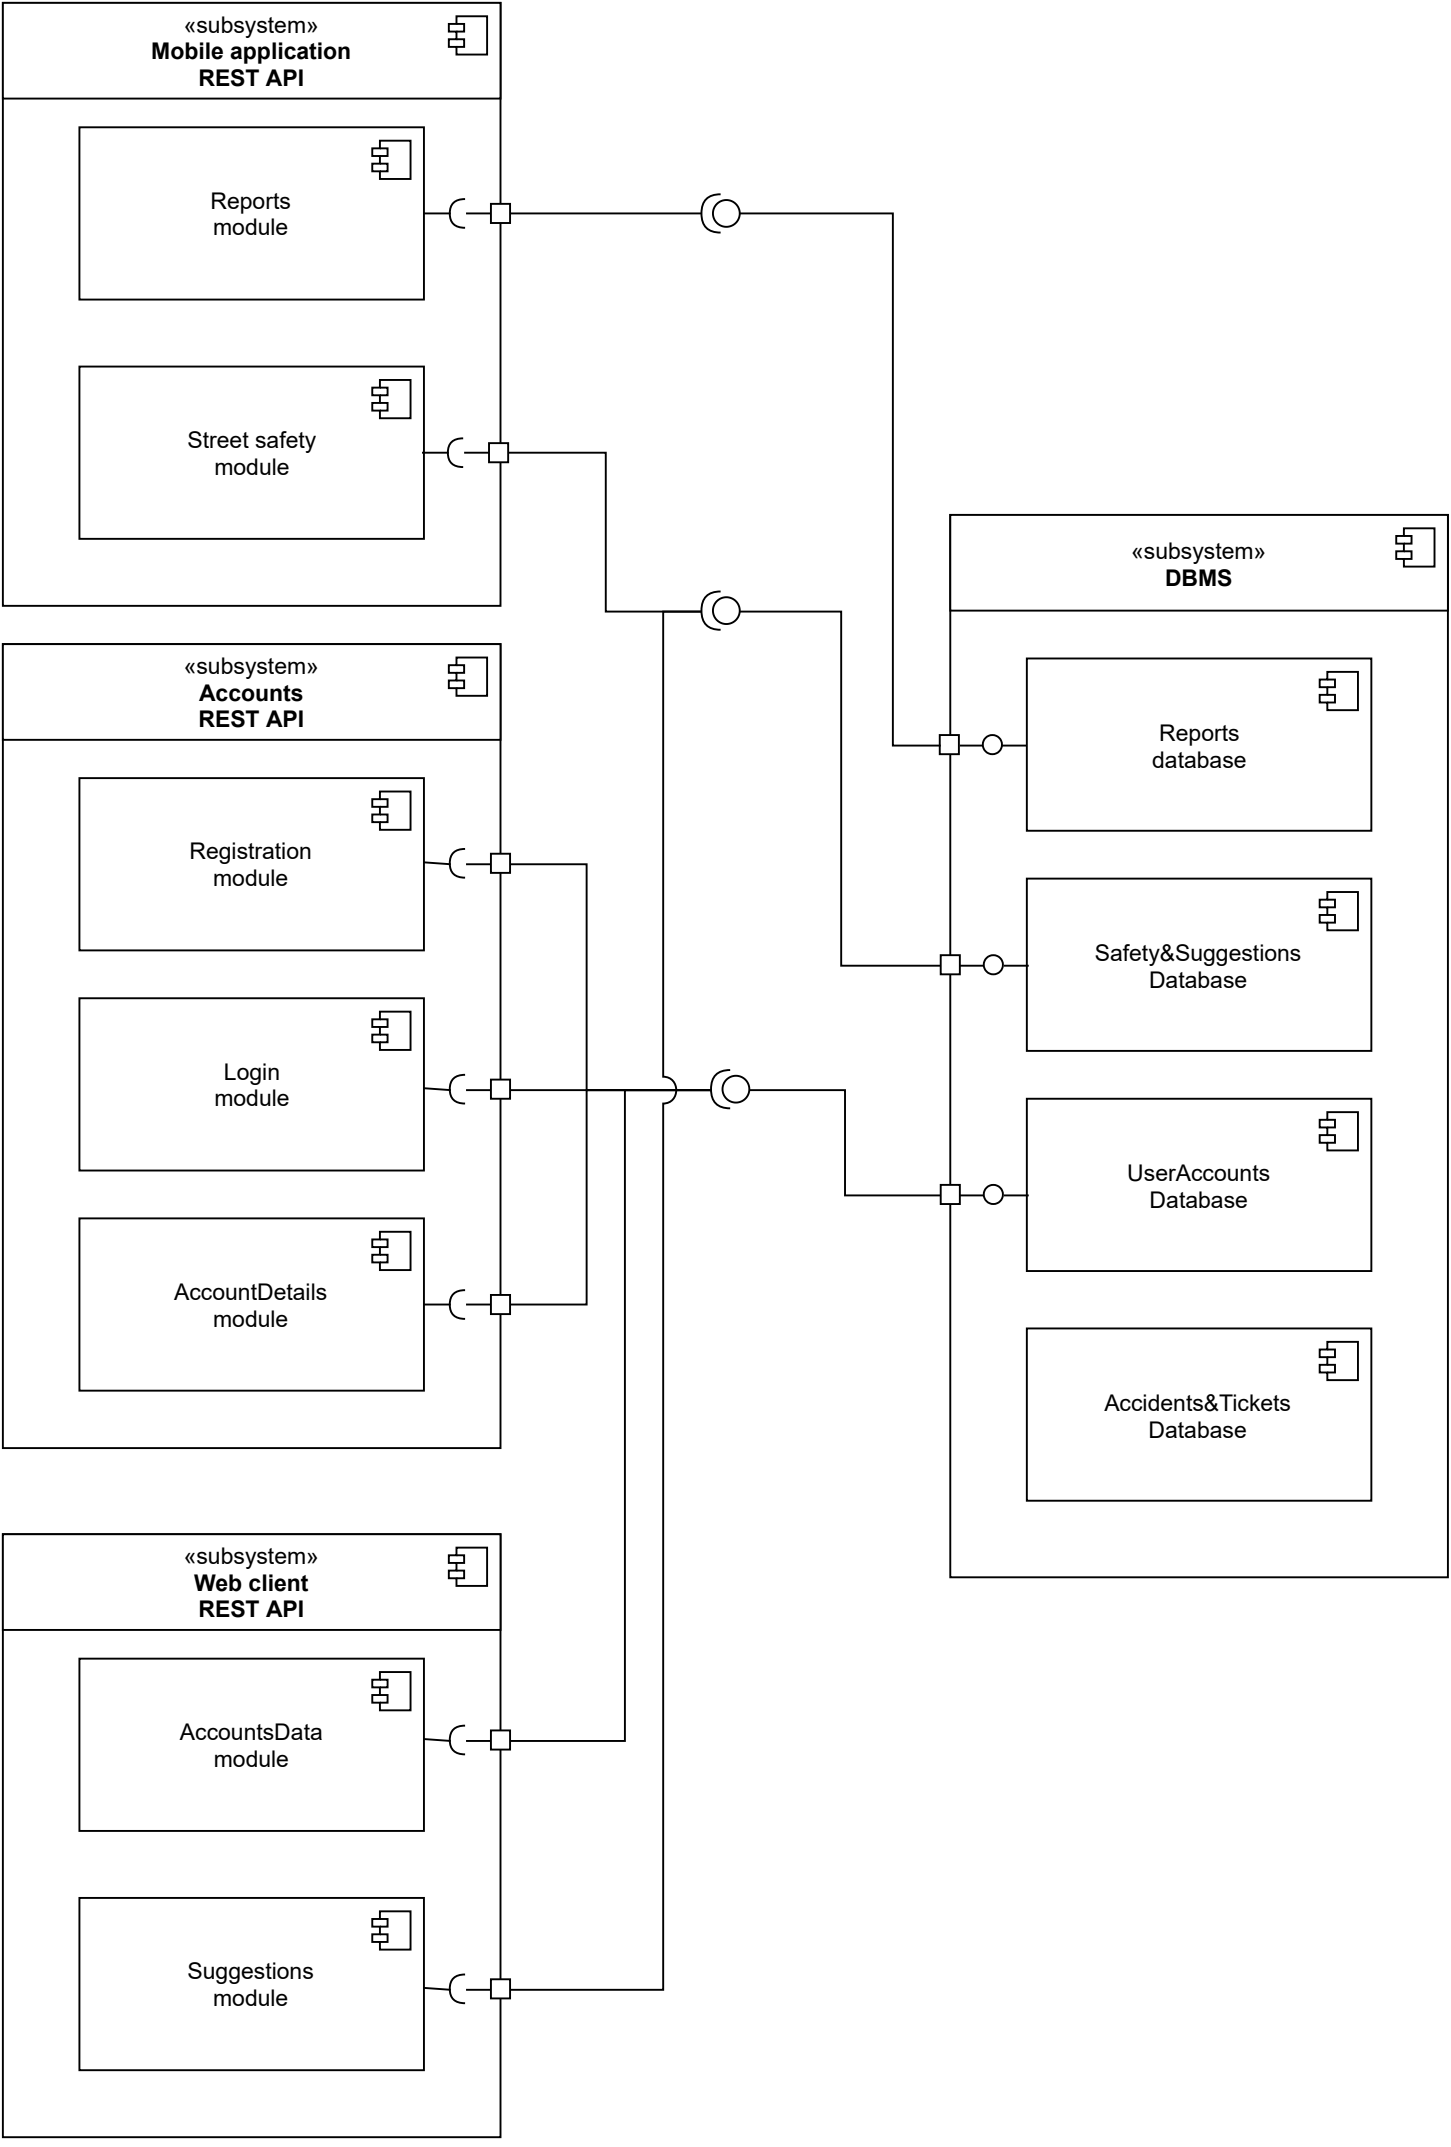 «subsystem»
Mobile application
REST API
Reports
module
Street safety
module
«subsystem»
Accounts
REST API
Registration
module
Login
module
AccountDetails
module
«subsystem»
Web client
REST API
AccountsData
module
Suggestions
module
«subsystem»
DBMS
Reports
database
Safety&Suggestions
Database
UserAccounts
Database
Accidents&Tickets
Database